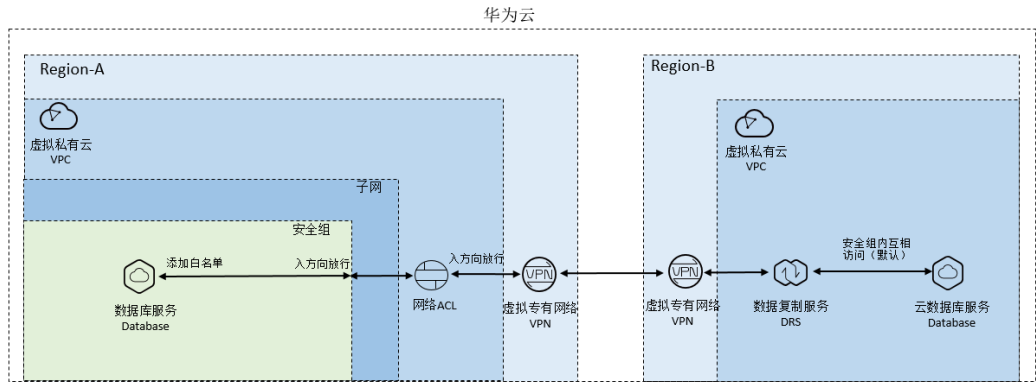 华为云
Region-A
Region-B
虚拟私有云
VPC
虚拟私有云
VPC
子网
安全组
添加白名单
入方向放行
入方向放行
安全组内互相
访问（默认）
数据库服务
Database
网络ACL
VPN
虚拟专有网络
VPN
VPN
虚拟专有网络
VPN
数据复制服务
DRS
云数据库服务
Database